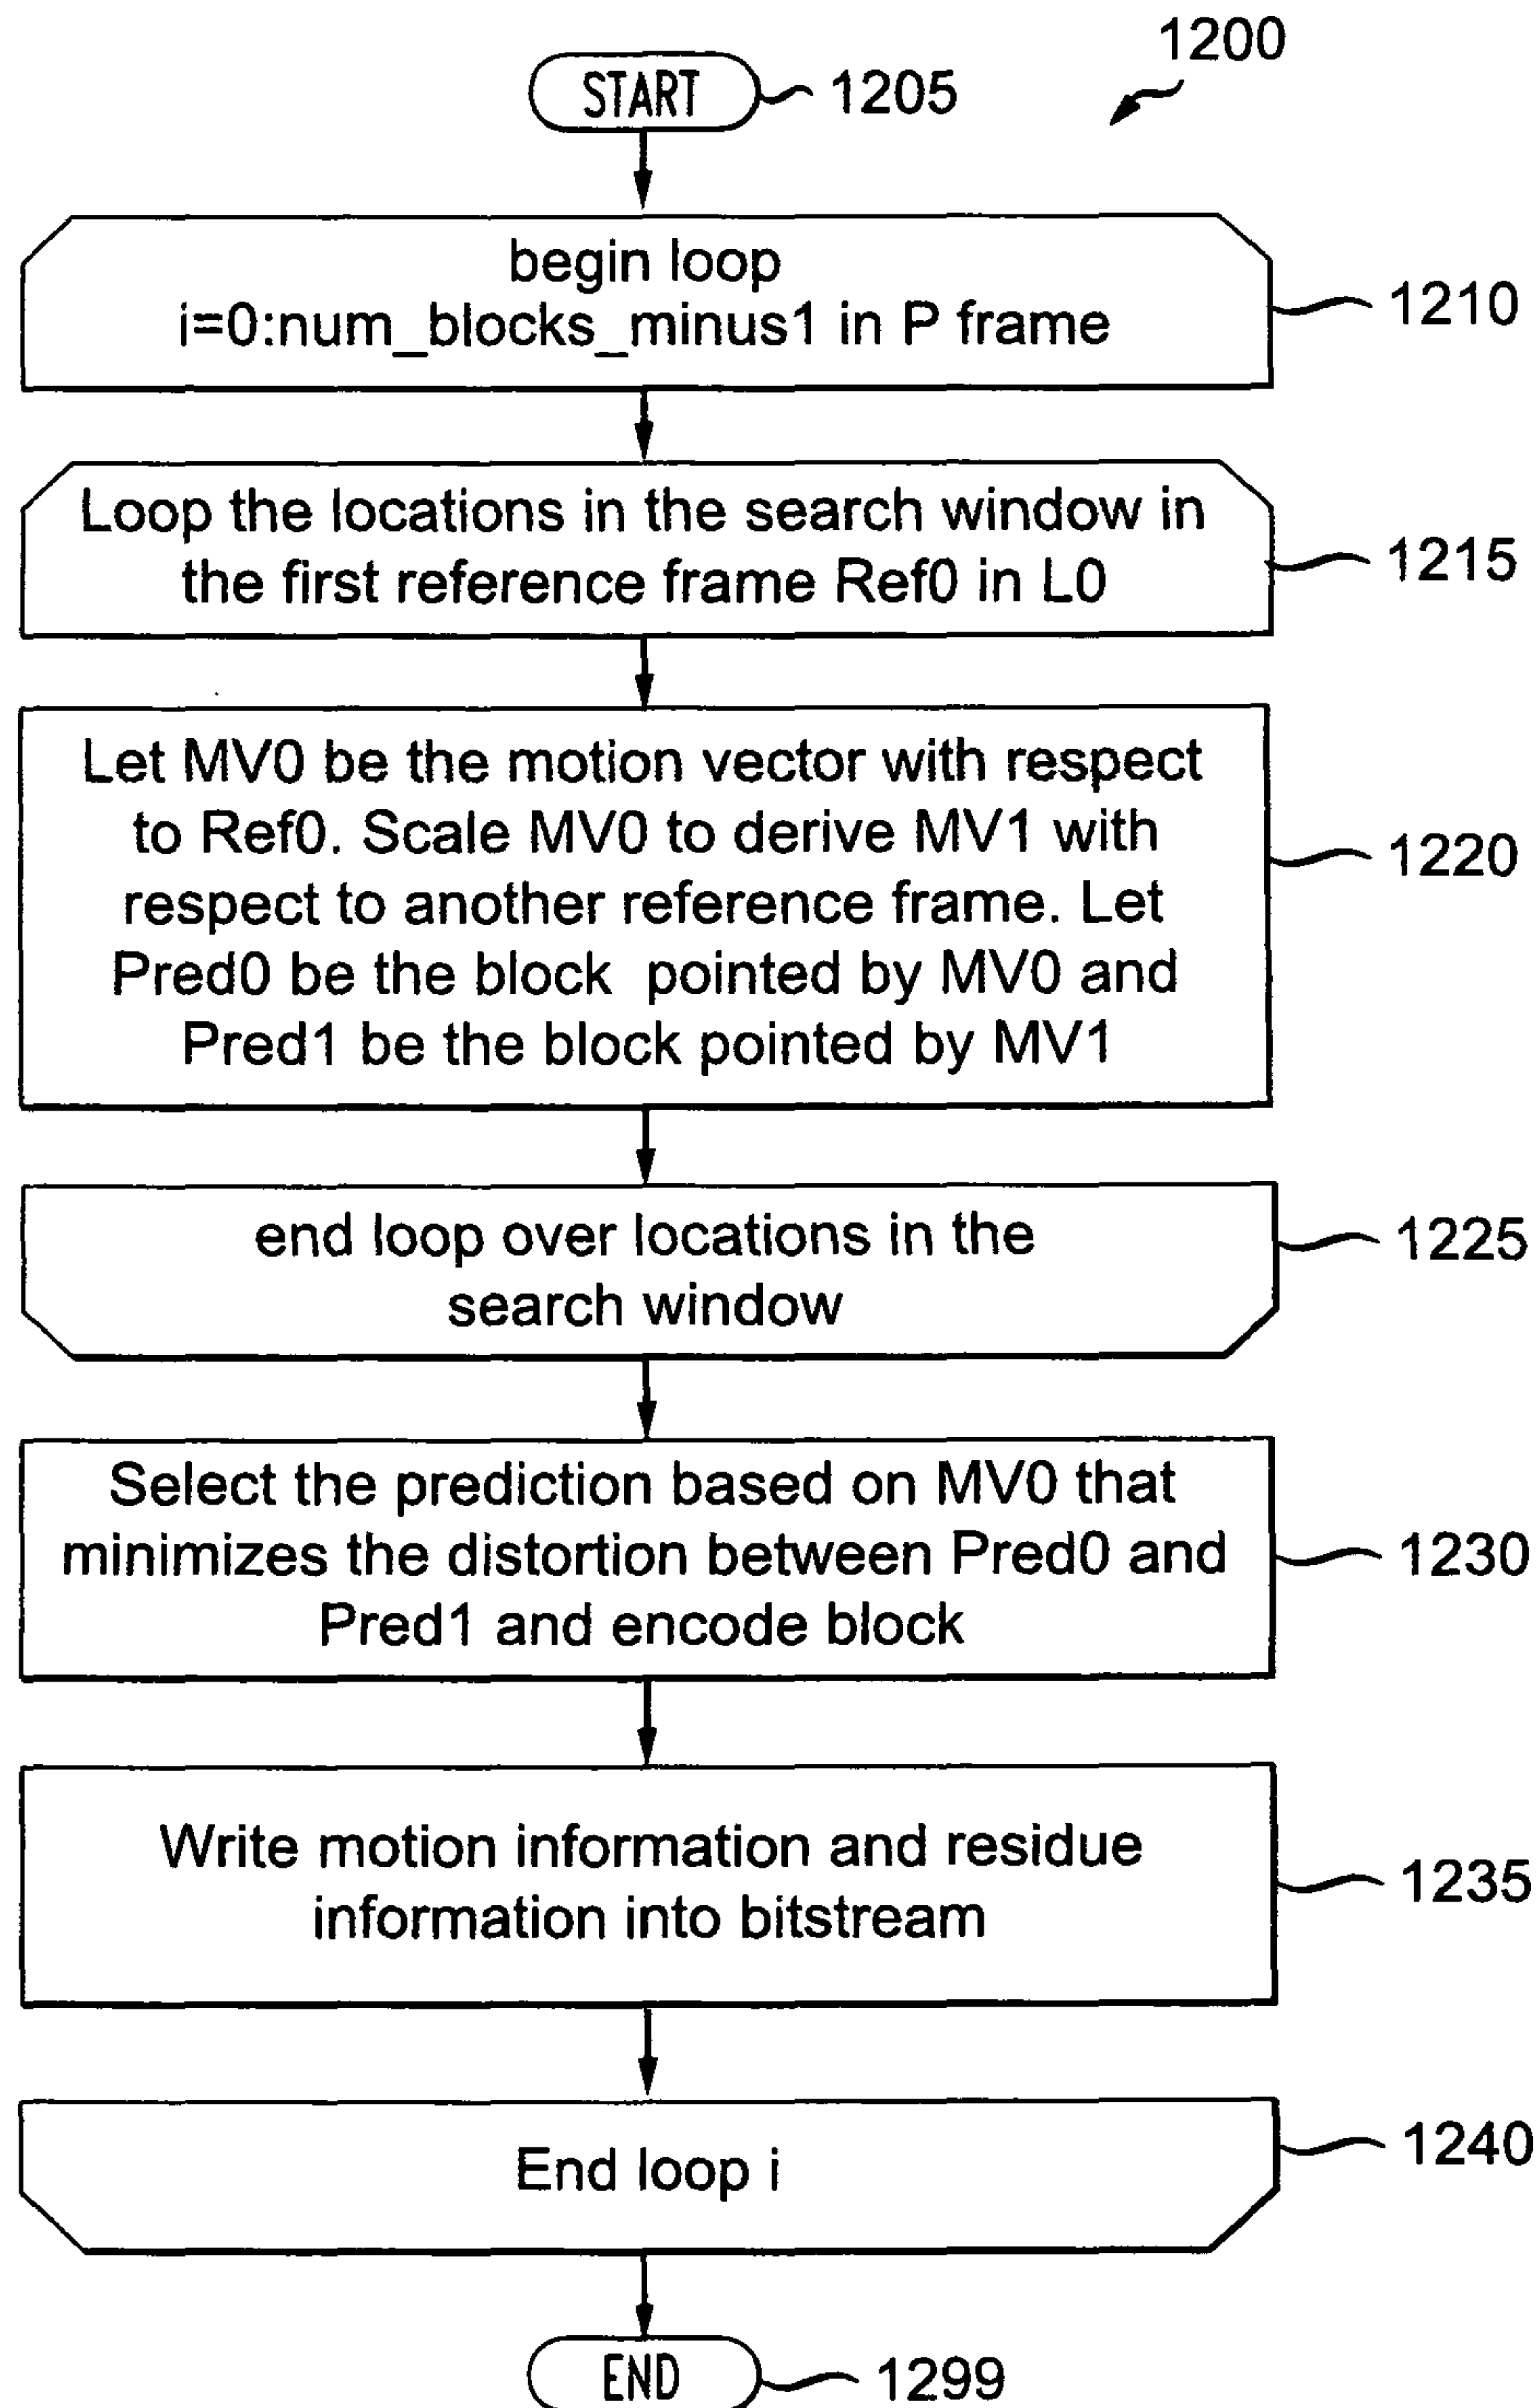 1200
START
1205
begin loop
i=0:num_blocks_minus1 in P frame
1210
Loop the locations in the search window in
the first reference frame Ref0 in L0
1215
Let MV0 be the motion vector with respect
to Ref0. Scale MV0 to derive MV1 with
respect to another reference frame. Let
Pred0 be the block pointed by MV0 and
Pred1 be the block pointed by MV1
1220
end loop over locations in the
search window
1225
Select the prediction based on MV0 that
minimizes the distortion between Pred0 and
Pred1 and encode block
1230
Write motion information and residue
information into bitstream
1235
End loop i
1240
END
1299